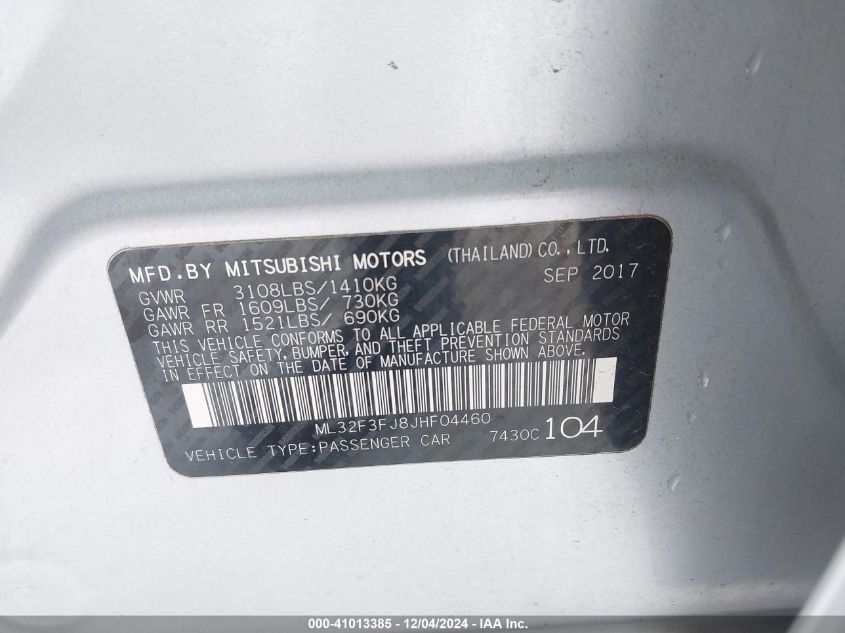 MFD.BY MITSUBISHI MOTORS (THAILAND) CO., LTD.
GVWR 3108LBS/1410KG SEP 2017
GAWR FR 1609LBS/ 730KG
GAWR RR 1521LBS/ 690KG
THIS VEHICLE CONFORMS TO ALL APPLICABLE FEDERAL MOTOR
VEHICLE SAFETY, BUMPER, AND THEFT PREVENTION STANDARDS
IN EFFECT ON THE DATE OF MANUFACTURE SHOWN ABOVE.
ML32F3FJ8JHF04460
VEHICLE TYPE:PASSENGER CAR 7430C 104
000-41013385 - 12/04/2024 - IAA Inc.